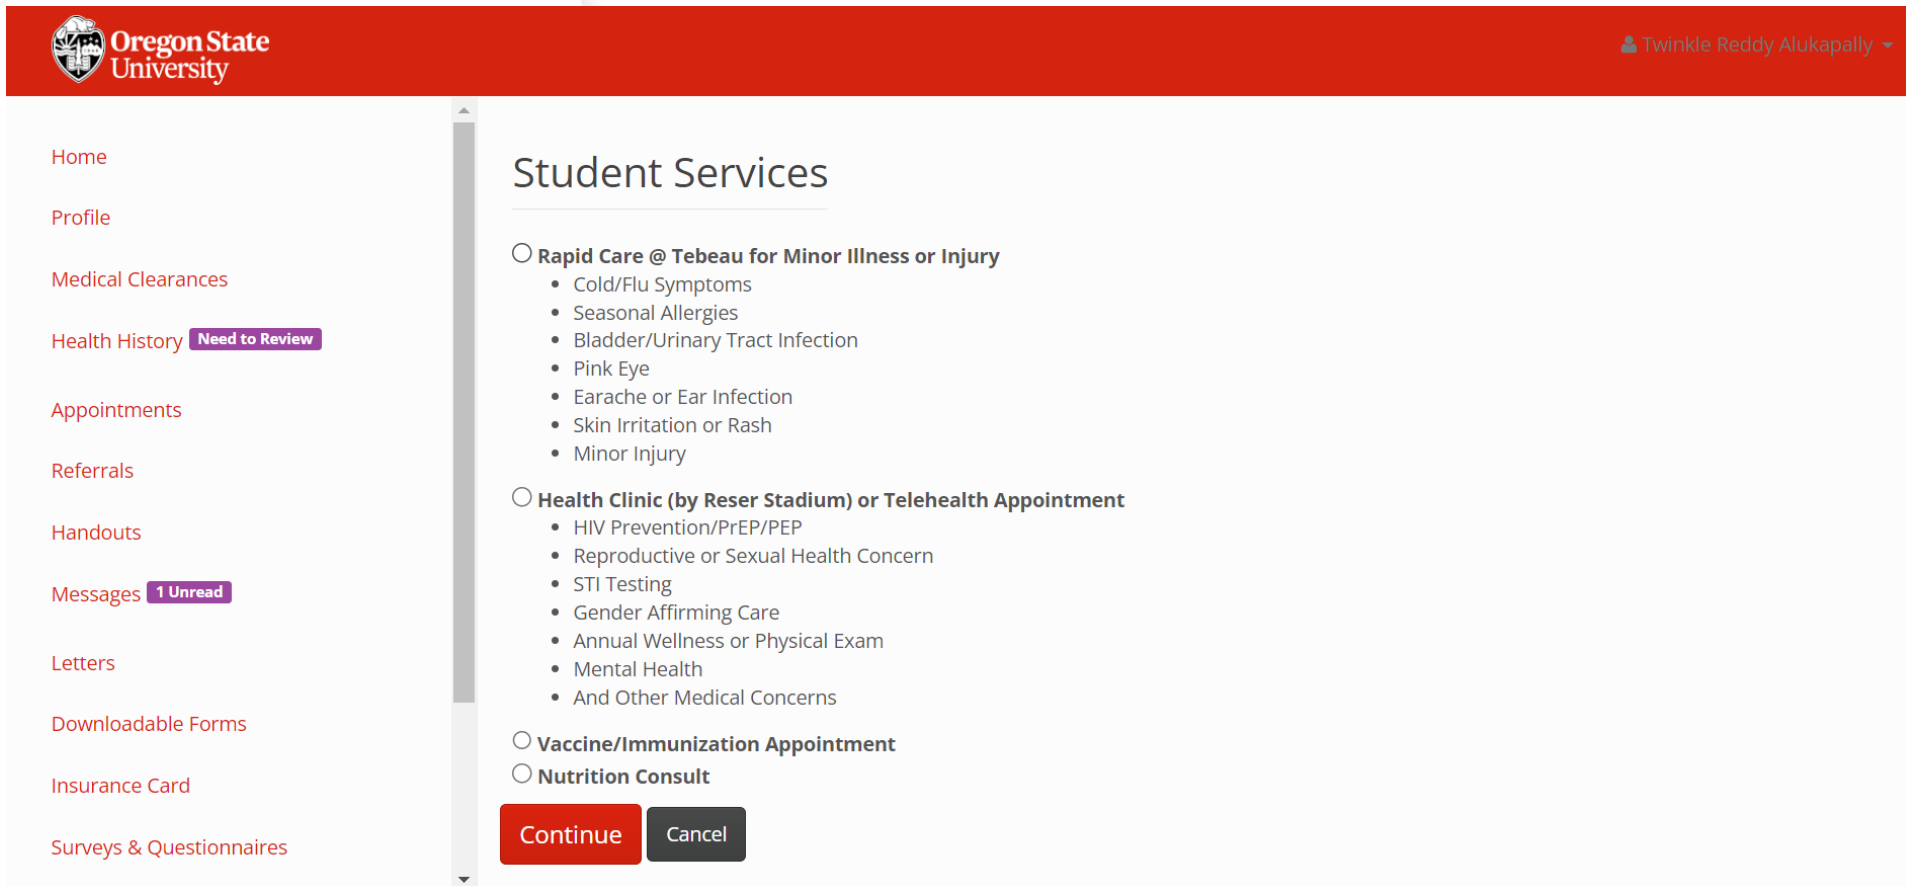 Oregon State
University
Twinkle Reddy Alukapally
Home
Profile
Medical Clearances
Health History Need to Review
Appointments
Referrals
Handouts
Messages 1 Unread
Letters
Downloadable Forms
Insurance Card
Surveys & Questionnaires
Student Services
Rapid Care @ Tebeau for Minor Illness or Injury
Cold/Flu Symptoms
Seasonal Allergies
Bladder/Urinary Tract Infection
Pink Eye
Earache or Ear Infection
Skin Irritation or Rash
Minor Injury
Health Clinic (by Reser Stadium) or Telehealth Appointment
HIV Prevention/PrEP/PEP
Reproductive or Sexual Health Concern
STI Testing
Gender Affirming Care
Annual Wellness or Physical Exam
Mental Health
And Other Medical Concerns
Vaccine/Immunization Appointment
Nutrition Consult
Continue Cancel